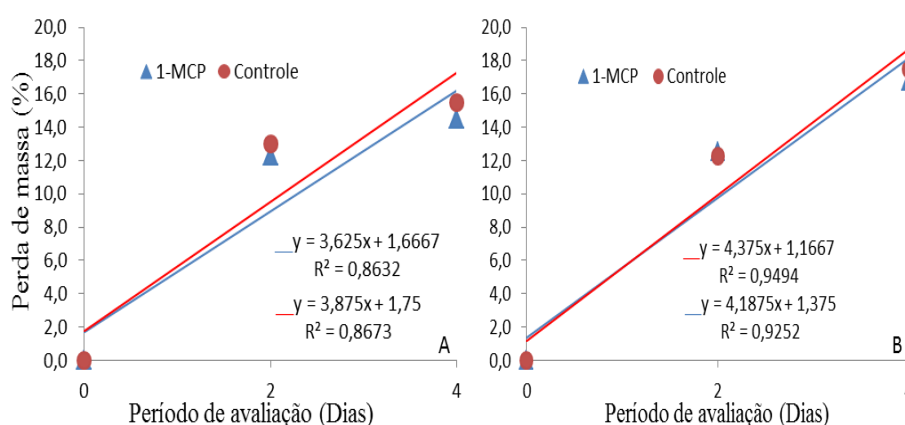 Perda de massa (%)
20,0
18,0
16,0
14,0
12,0
10,0
8,0
6,0
4,0
2,0
0,0
1-MCP Controle
y = 3,625x + 1,6667
R² = 0,8632
y = 3,875x + 1,75
R² = 0,8673
A
0 2 4
Período de avaliação (Dias)
20,0
18,0
16,0
14,0
12,0
10,0
8,0
6,0
4,0
2,0
0,0
1-MCP Controle
y = 4,375x + 1,1667
R² = 0,9494
y = 4,1875x + 1,375
R² = 0,9252
B
0 2
Período de avaliação (Dias)